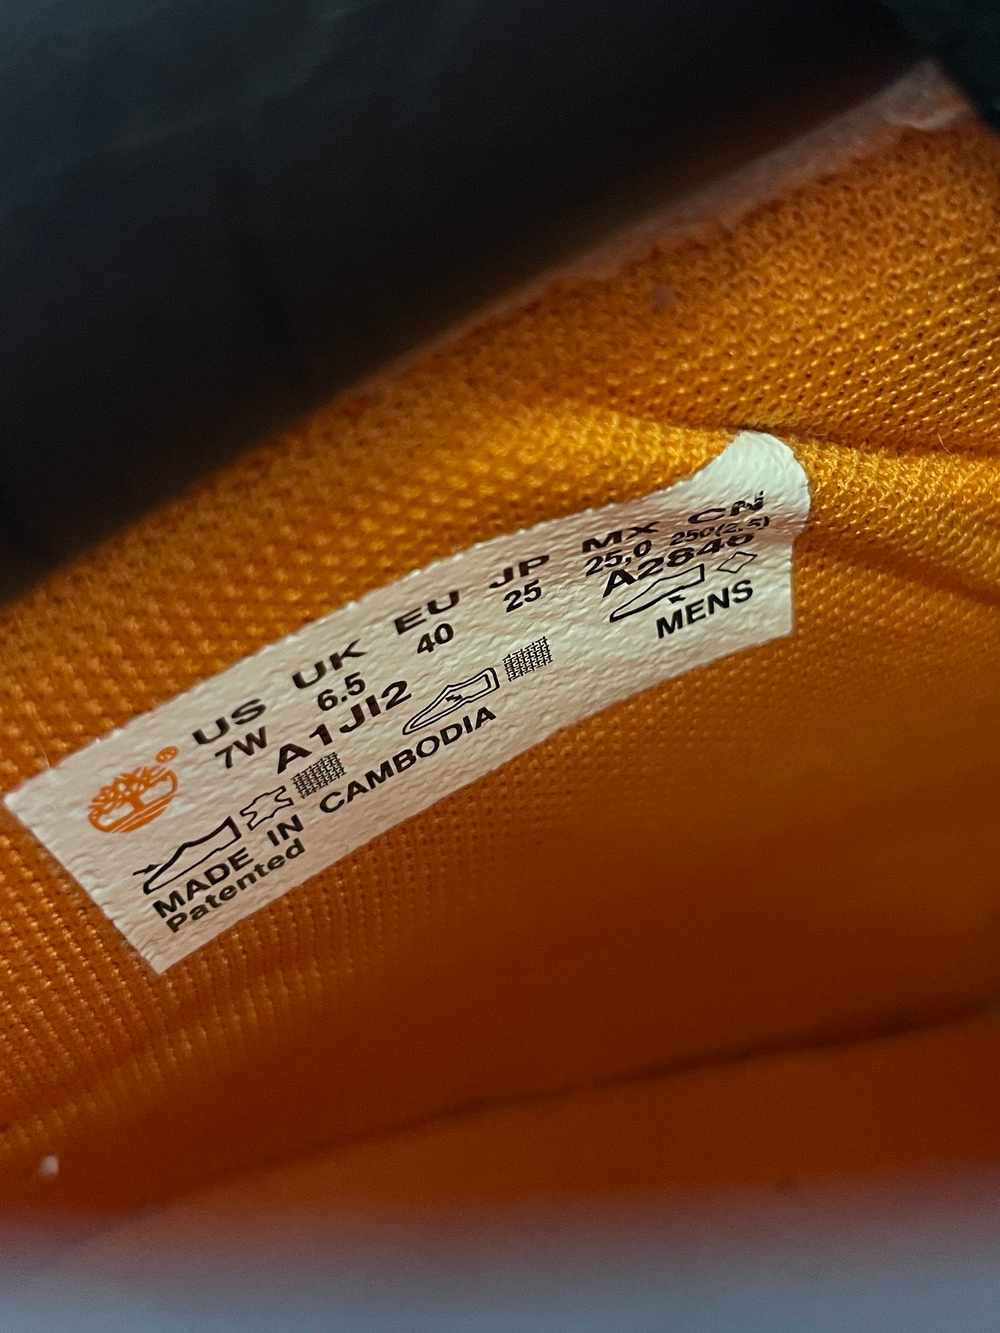 US UK EU JP MX CN
7W 6.5 40 25 25,0 250(2.5)
A1JI2 A2846
MENS
MADE IN CAMBODIA
Patented